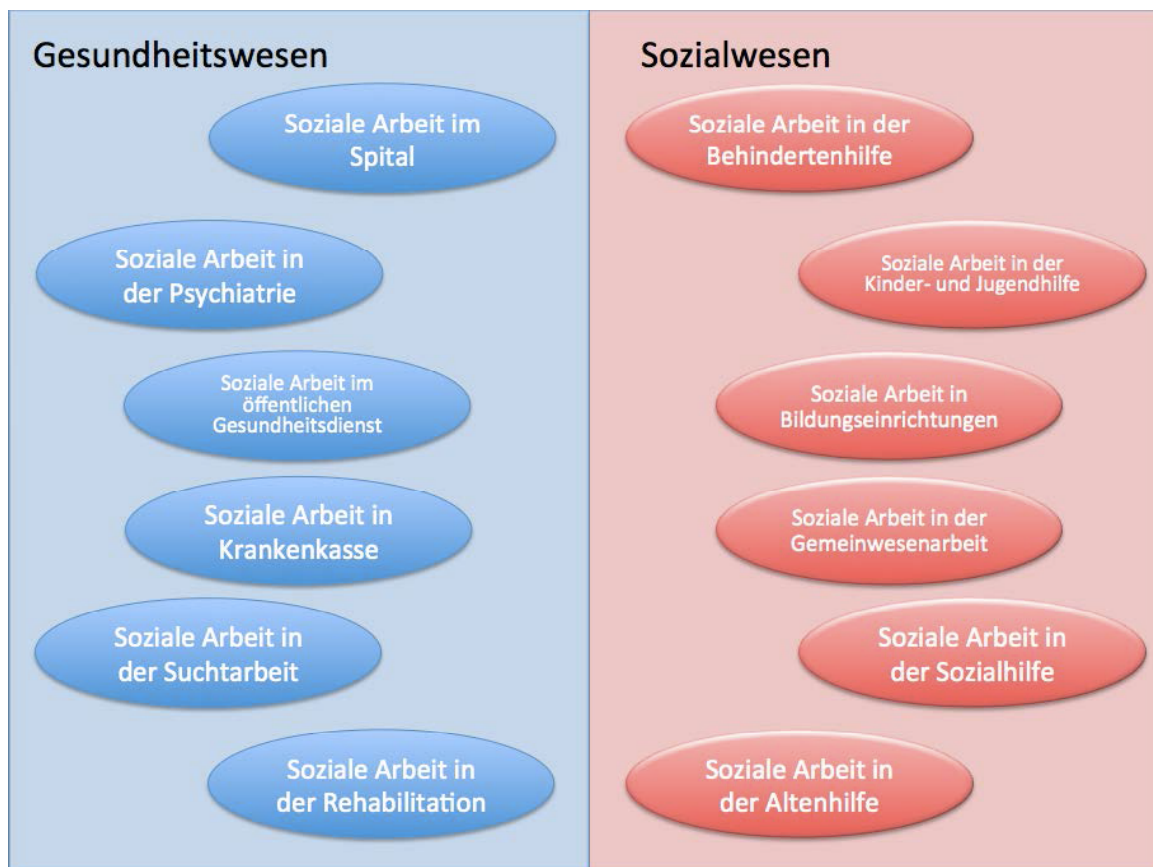 Gesundheitswesen
Soziale Arbeit im
Spital
Soziale Arbeit in
der Psychiatrie
Soziale Arbeit im
öffentlichen
Gesundheitsdienst
Soziale Arbeit in
Krankenkasse
Soziale Arbeit in
der Suchtarbeit
Soziale Arbeit in
der Rehabilitation
Sozialwesen
Soziale Arbeit in der
Behindertenhilfe
Soziale Arbeit in der
Kinder- und Jugendhilfe
Soziale Arbeit in
Bildungseinrichtungen
Soziale Arbeit in der
Gemeinwesenarbeit
Soziale Arbeit in
der Sozialhilfe
Soziale Arbeit in
der Altenhilfe